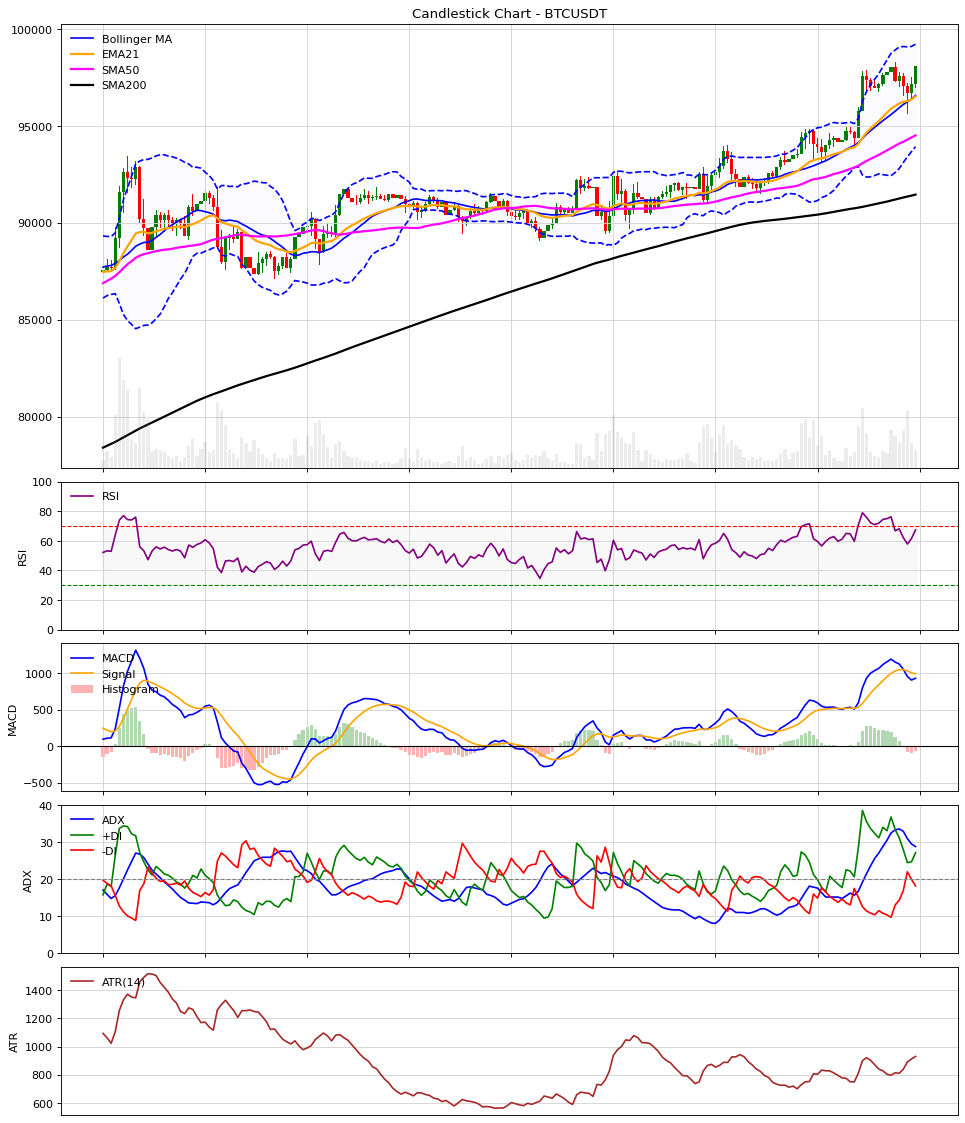 Candlestick Chart - BTCUSDT
100000
95000
90000
85000
80000
Bollinger MA
EMA21
SMA50
SMA200
100
80
60
40
20
0
RSI
RSI
1000
500
0
−500
MACD
MACD
Signal
Histogram
40
30
20
10
0
ADX
ADX
+DI
-DI
1400
1200
1000
800
600
ATR
ATR(14)